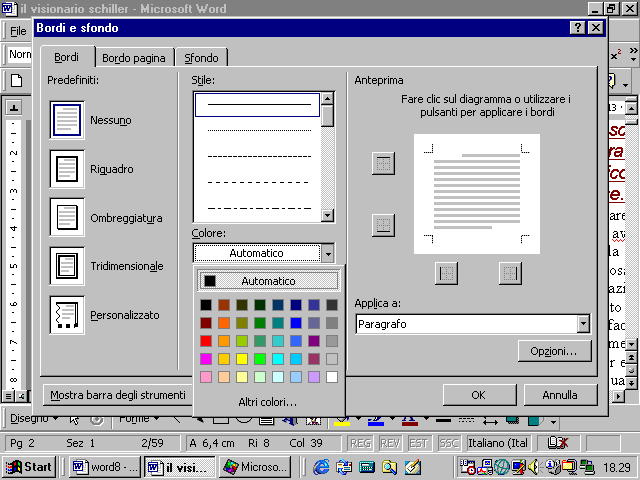 il visionario schiller - Microsoft Word
File
Bordi e sfondo
Norm
Bordi
Bordo pagina
Sfondo
Predefiniti:
Nessuno
Riquadro
Ombreggiatura
Tridimensionale
Personalizzato
Stile:
Colore:
Automatico
Automatico
Altri colori...
Anteprima
Fare clic sul diagramma o utilizzare i
pulsanti per applicare i bordi
Applica a:
Paragrafo
Opzioni...
Mostra barra degli strumenti
OK
Annulla
Disegno
Forme
Pg 2 Sez 1 2/59 A 6,4 cm Ri 8 Col 39 REG REV EST SSC Italiano (Ital
Start
word8 - ...
il visi...
Microso...
18.29